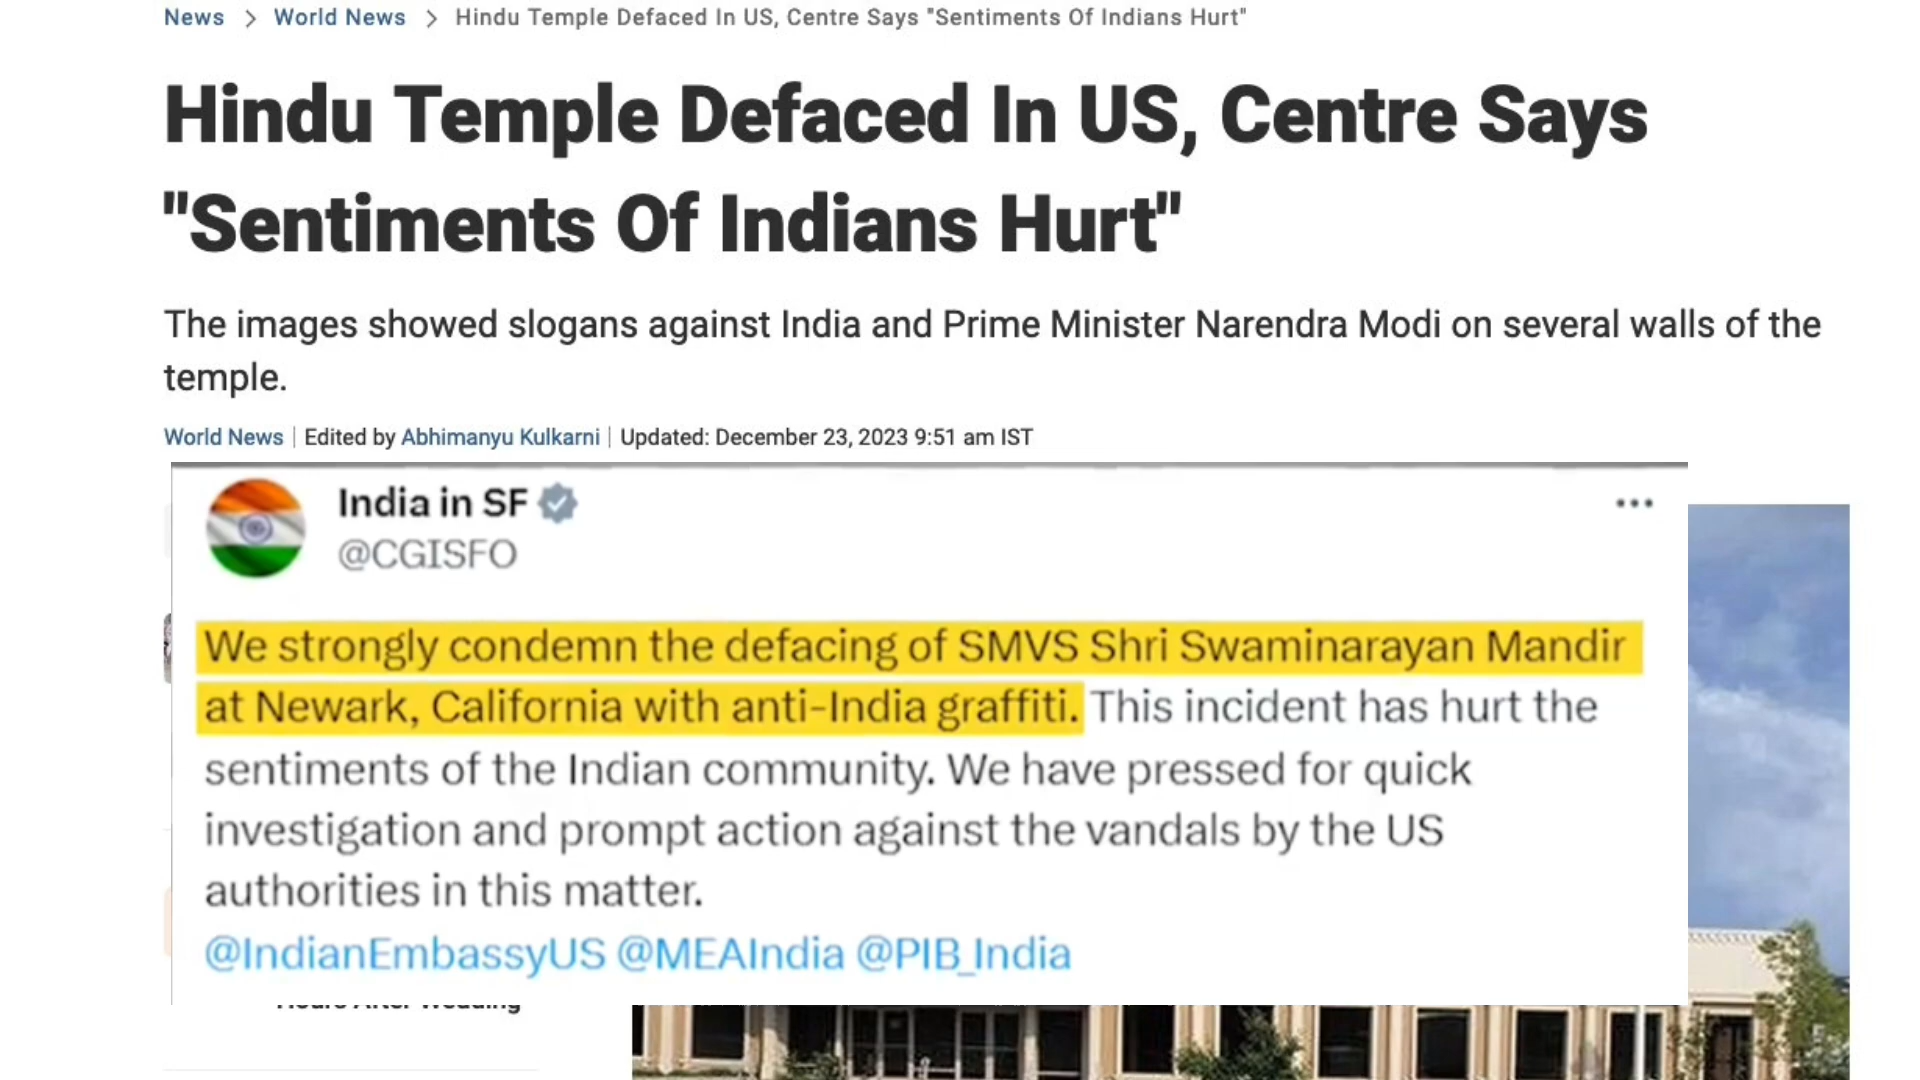 News > World News > Hindu Temple Defaced In US, Centre Says "Sentiments Of Indians Hurt"
Hindu Temple Defaced In US, Centre Says
"Sentiments Of Indians Hurt"
The images showed slogans against India and Prime Minister Narendra Modi on several walls of the
temple.
World News | Edited by Abhimanyu Kulkarni | Updated: December 23, 2023 9:51 am IST
India in SF
@CGISFO
We strongly condemn the defacing of SMVS Shri Swaminarayan Mandir
at Newark, California with anti-India graffiti. This incident has hurt the
sentiments of the Indian community. We have pressed for quick
investigation and prompt action against the vandals by the US
authorities in this matter.
@IndianEmbassyUS @MEAIndia @PIB_India
Hours After Wedding